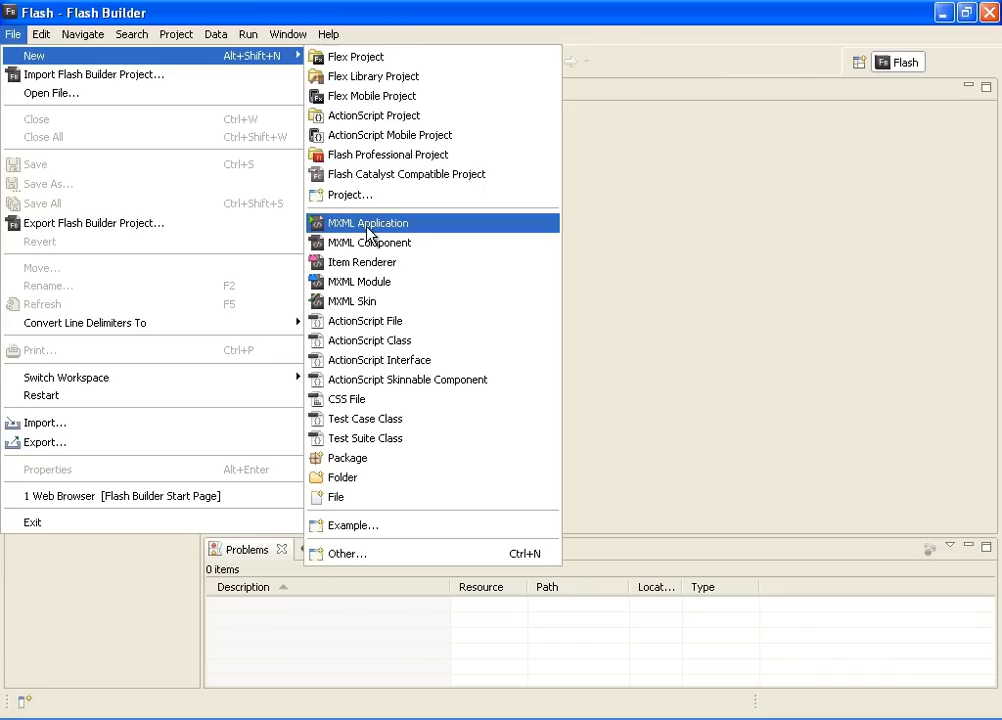 Flash - Flash Builder
File Edit Navigate Search Project Data Run Window Help
New Alt+Shift+N
Import Flash Builder Project...
Open File...
Close Ctrl+W
Close All Ctrl+Shift+W
Save Ctrl+S
Save As...
Save All Ctrl+Shift+S
Export Flash Builder Project...
Revert
Move...
Rename... F2
Refresh F5
Convert Line Delimiters To
Print... Ctrl+P
Switch Workspace
Restart
Import...
Export...
Properties Alt+Enter
1 Web Browser [Flash Builder Start Page]
Exit
Flex Project
Flex Library Project
Flex Mobile Project
ActionScript Project
ActionScript Mobile Project
Flash Professional Project
Flash Catalyst Compatible Project
Project...
MXML Application
MXML Component
Item Renderer
MXML Module
MXML Skin
ActionScript File
ActionScript Class
ActionScript Interface
ActionScript Skinnable Component
CSS File
Test Case Class
Test Suite Class
Package
Folder
File
Example...
Other... Ctrl+N
Flash
Problems
0 items
Description Resource Path Locat... Type